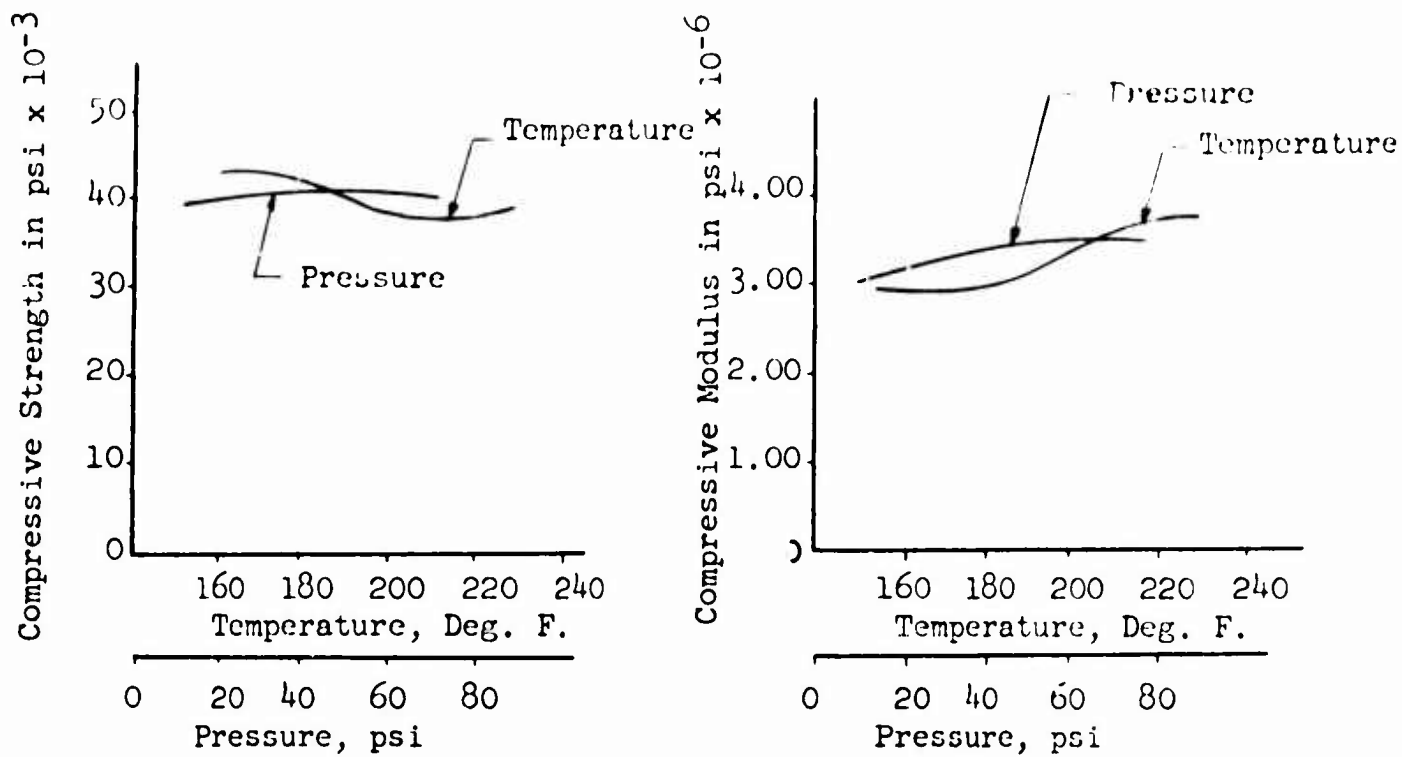 Compressive Strength in psi x 10-3
50
40
30
20
10
0
Temperature
Pressure
160 180 200 220 240
Temperature, Deg. F.
0 20 40 60 80
Pressure, psi
Compressive Modulus in psi x 10-6
4.00
3.00
2.00
1.00
Pressure
Temperature
160 180 200 220 240
Temperature, Deg. F.
0 20 40 60 80
Pressure, psi